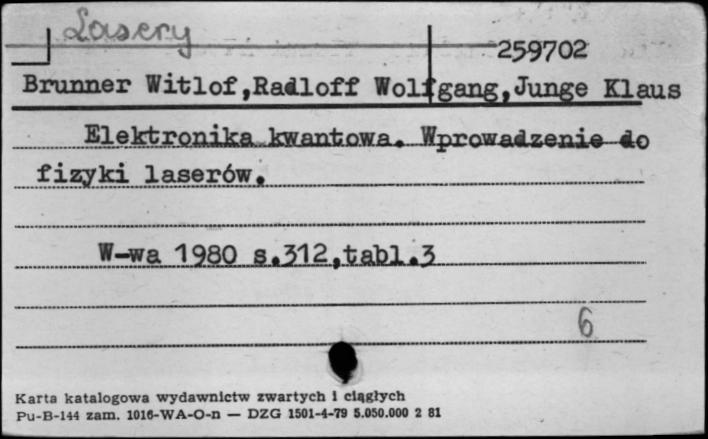 Lasery
259702
Brunner Witlof,Radloff Wolfgang,Junge Klaus
Elektronika kwantowa. Wprowadzenie do
fizyki laserów.
W-wa 1980 s.312,tabl.3
6
Karta katalogowa wydawnictw zwartych i ciągłych
Pu-B-144 zam. 1016-WA-O-n — DZG 1501-4-79 5.050.000 2 81